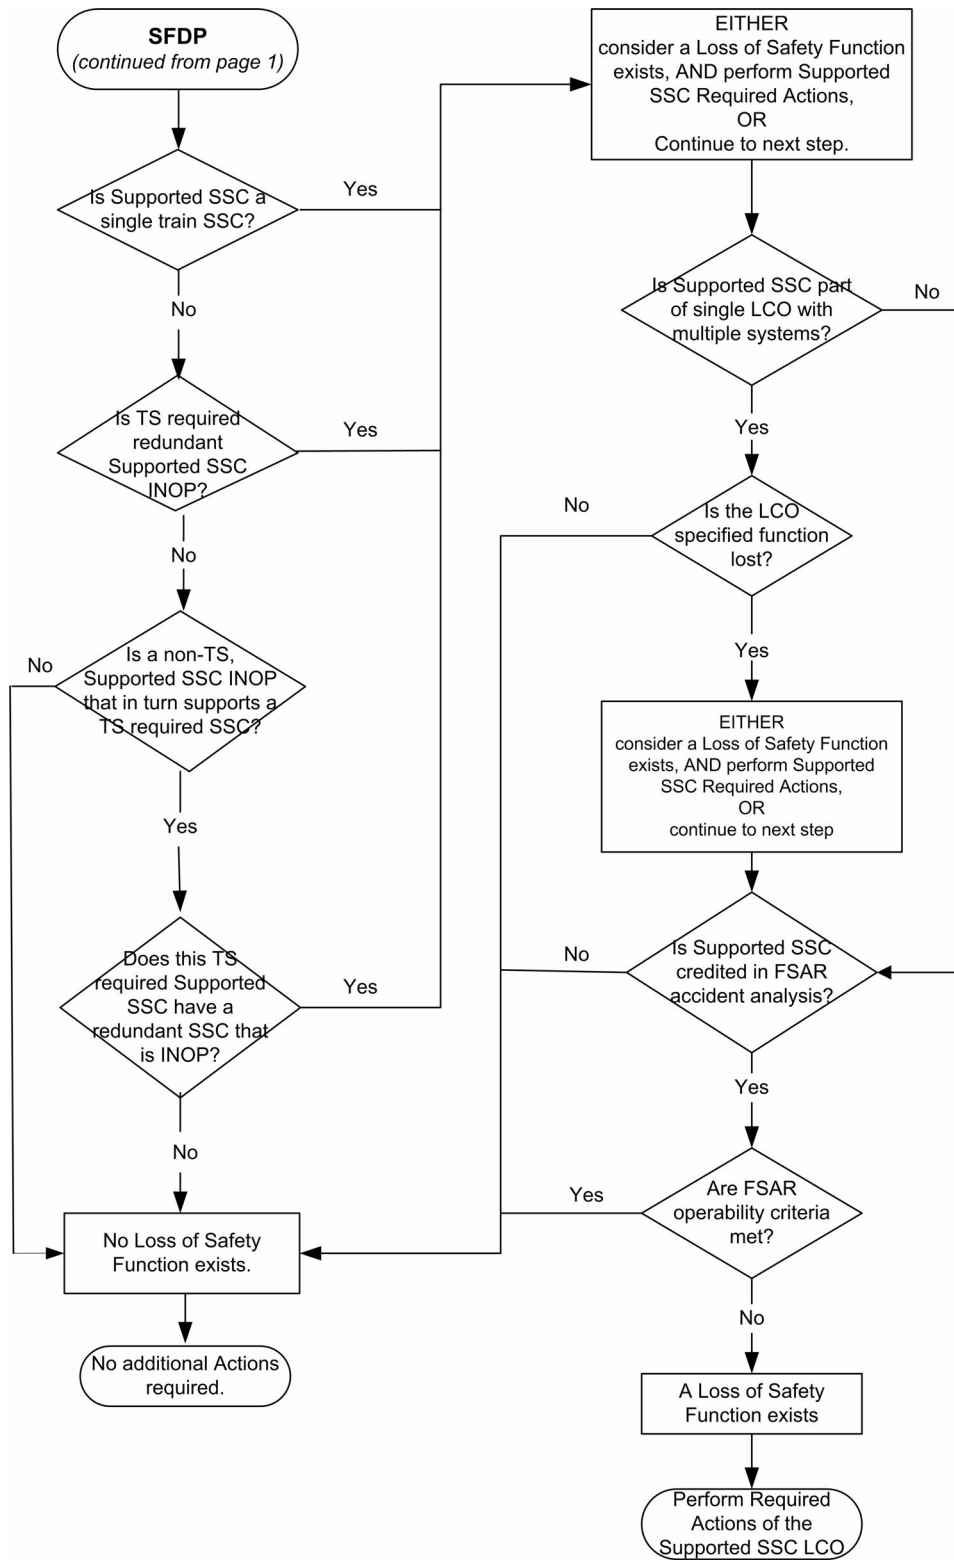 SFDP
(continued from page 1)
Is Supported SSC a
single train SSC?
Yes
No
Is TS required
redundant
Supported SSC
INOP?
Yes
No
Is a non-TS,
Supported SSC INOP
that in turn supports a
TS required SSC?
No
Yes
Does this TS
required Supported
SSC have a
redundant SSC that
is INOP?
Yes
No
No Loss of Safety
Function exists.
No additional Actions
required.
EITHER
consider a Loss of Safety Function
exists, AND perform Supported
SSC Required Actions,
OR
Continue to next step.
Is Supported SSC part
of single LCO with
multiple systems?
No
Yes
Is the LCO
specified function
lost?
No
Yes
EITHER
consider a Loss of Safety Function
exists, AND perform Supported
SSC Required Actions,
OR
continue to next step
Is Supported SSC
credited in FSAR
accident analysis?
No
Yes
Are FSAR
operability criteria
met?
Yes
No
A Loss of Safety
Function exists
Perform Required
Actions of the
Supported SSC LCO